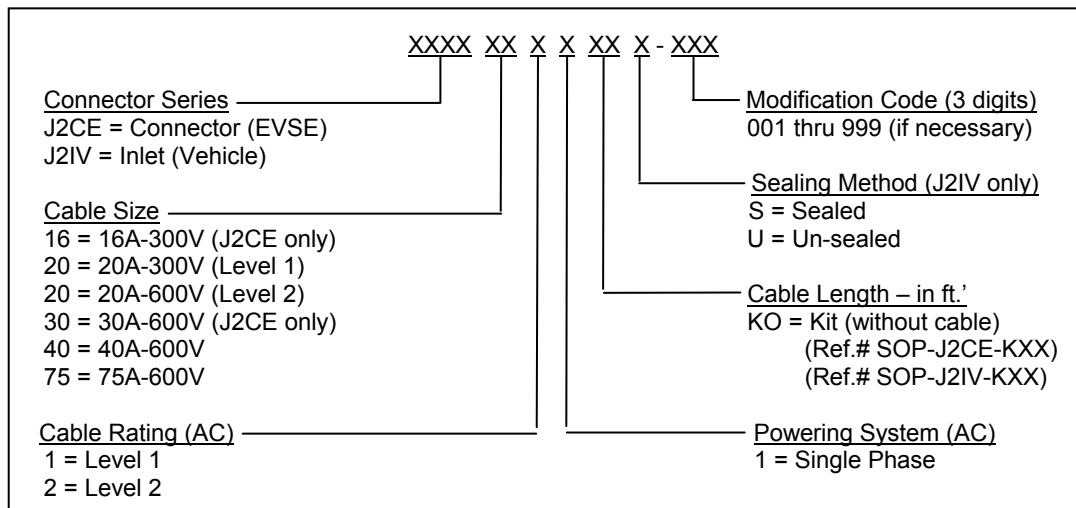 XXXX XX X X XX X - XXX
Connector Series
J2CE = Connector (EVSE)
J2IV = Inlet (Vehicle)
Cable Size
16 = 16A-300V (J2CE only)
20 = 20A-300V (Level 1)
20 = 20A-600V (Level 2)
30 = 30A-600V (J2CE only)
40 = 40A-600V
75 = 75A-600V
Cable Rating (AC)
1 = Level 1
2 = Level 2
Modification Code (3 digits)
001 thru 999 (if necessary)
Sealing Method (J2IV only)
S = Sealed
U = Un-sealed
Cable Length – in ft.'
KO = Kit (without cable)
(Ref.# SOP-J2CE-KXX)
(Ref.# SOP-J2IV-KXX)
Powering System (AC)
1 = Single Phase